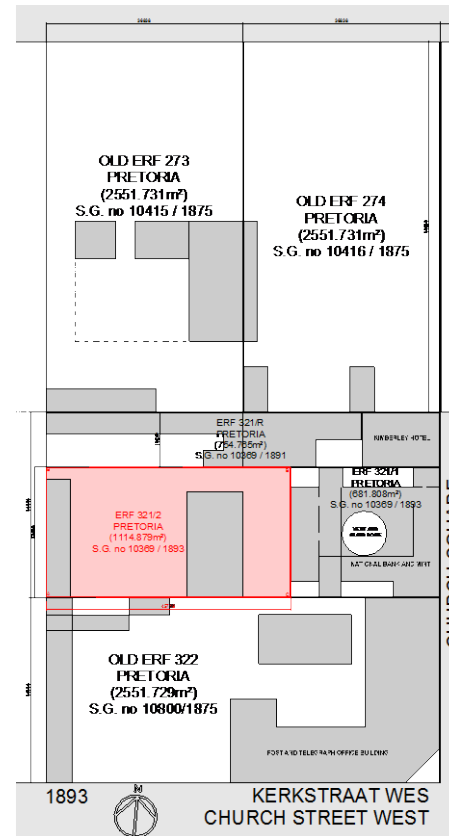 OLD ERF 273
PRETORIA
(2551.731m²)
S.G. no 10415 / 1875
OLD ERF 274
PRETORIA
(2551.731m²)
S.G. no 10416 / 1875
ERF 321/R
PRETORIA
S.G. no 10369 / 1891
KIMBERLEY HOTEL
ERF 321/1
PRETORIA
(681.808m²)
S.G. no 10369 / 1893
ERF 321/2
PRETORIA
(1114.879m²)
S.G. no 10369 / 1893
NATIONAL BANK AND MINT
CHURCH SQUARE
OLD ERF 322
PRETORIA
(2551.729m²)
S.G. no 10800/1875
POST AND TELEGRAPH OFFICE BUILDING
1893
N
KERKSTRAAT WES
CHURCH STREET WEST